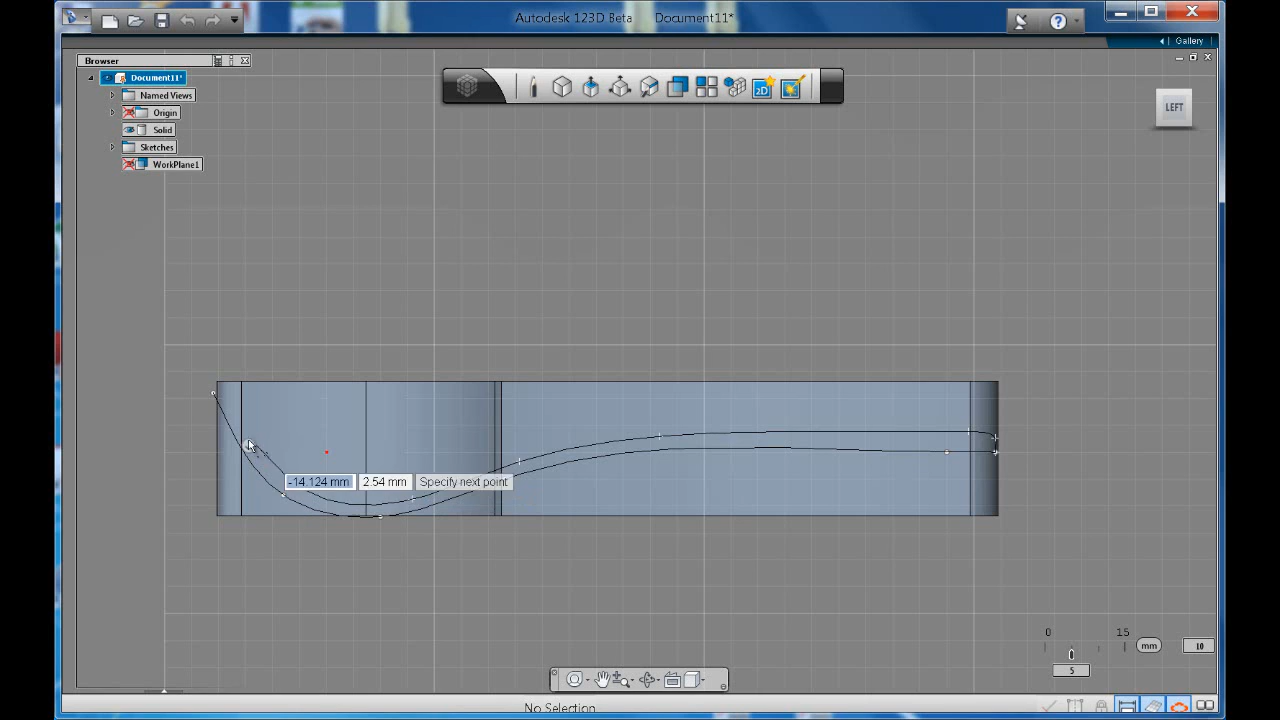 Autodesk 123D Beta Document11*
Gallery
Browser
Document11*
Named Views
Origin
Solid
Sketches
WorkPlane1
2D
LEFT
-14.124 mm 2.54 mm Specify next point
0 15
mm 10
5
No Selection